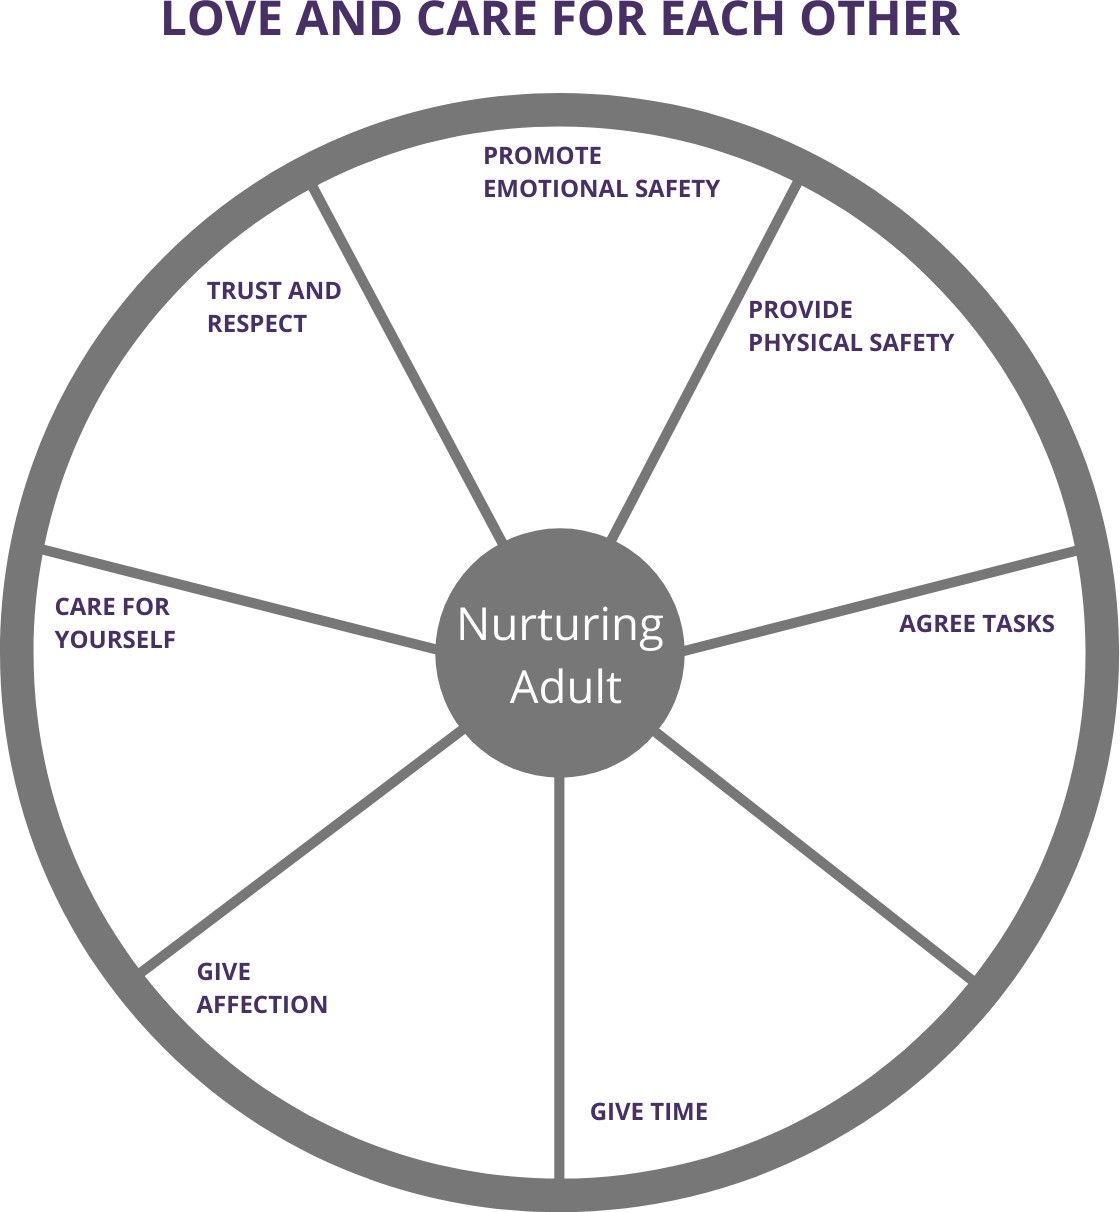 LOVE AND CARE FOR EACH OTHER
PROMOTE
EMOTIONAL SAFETY
TRUST AND
RESPECT
PROVIDE
PHYSICAL SAFETY
CARE FOR
YOURSELF
Nurturing
Adult
AGREE TASKS
GIVE
AFFECTION
GIVE TIME